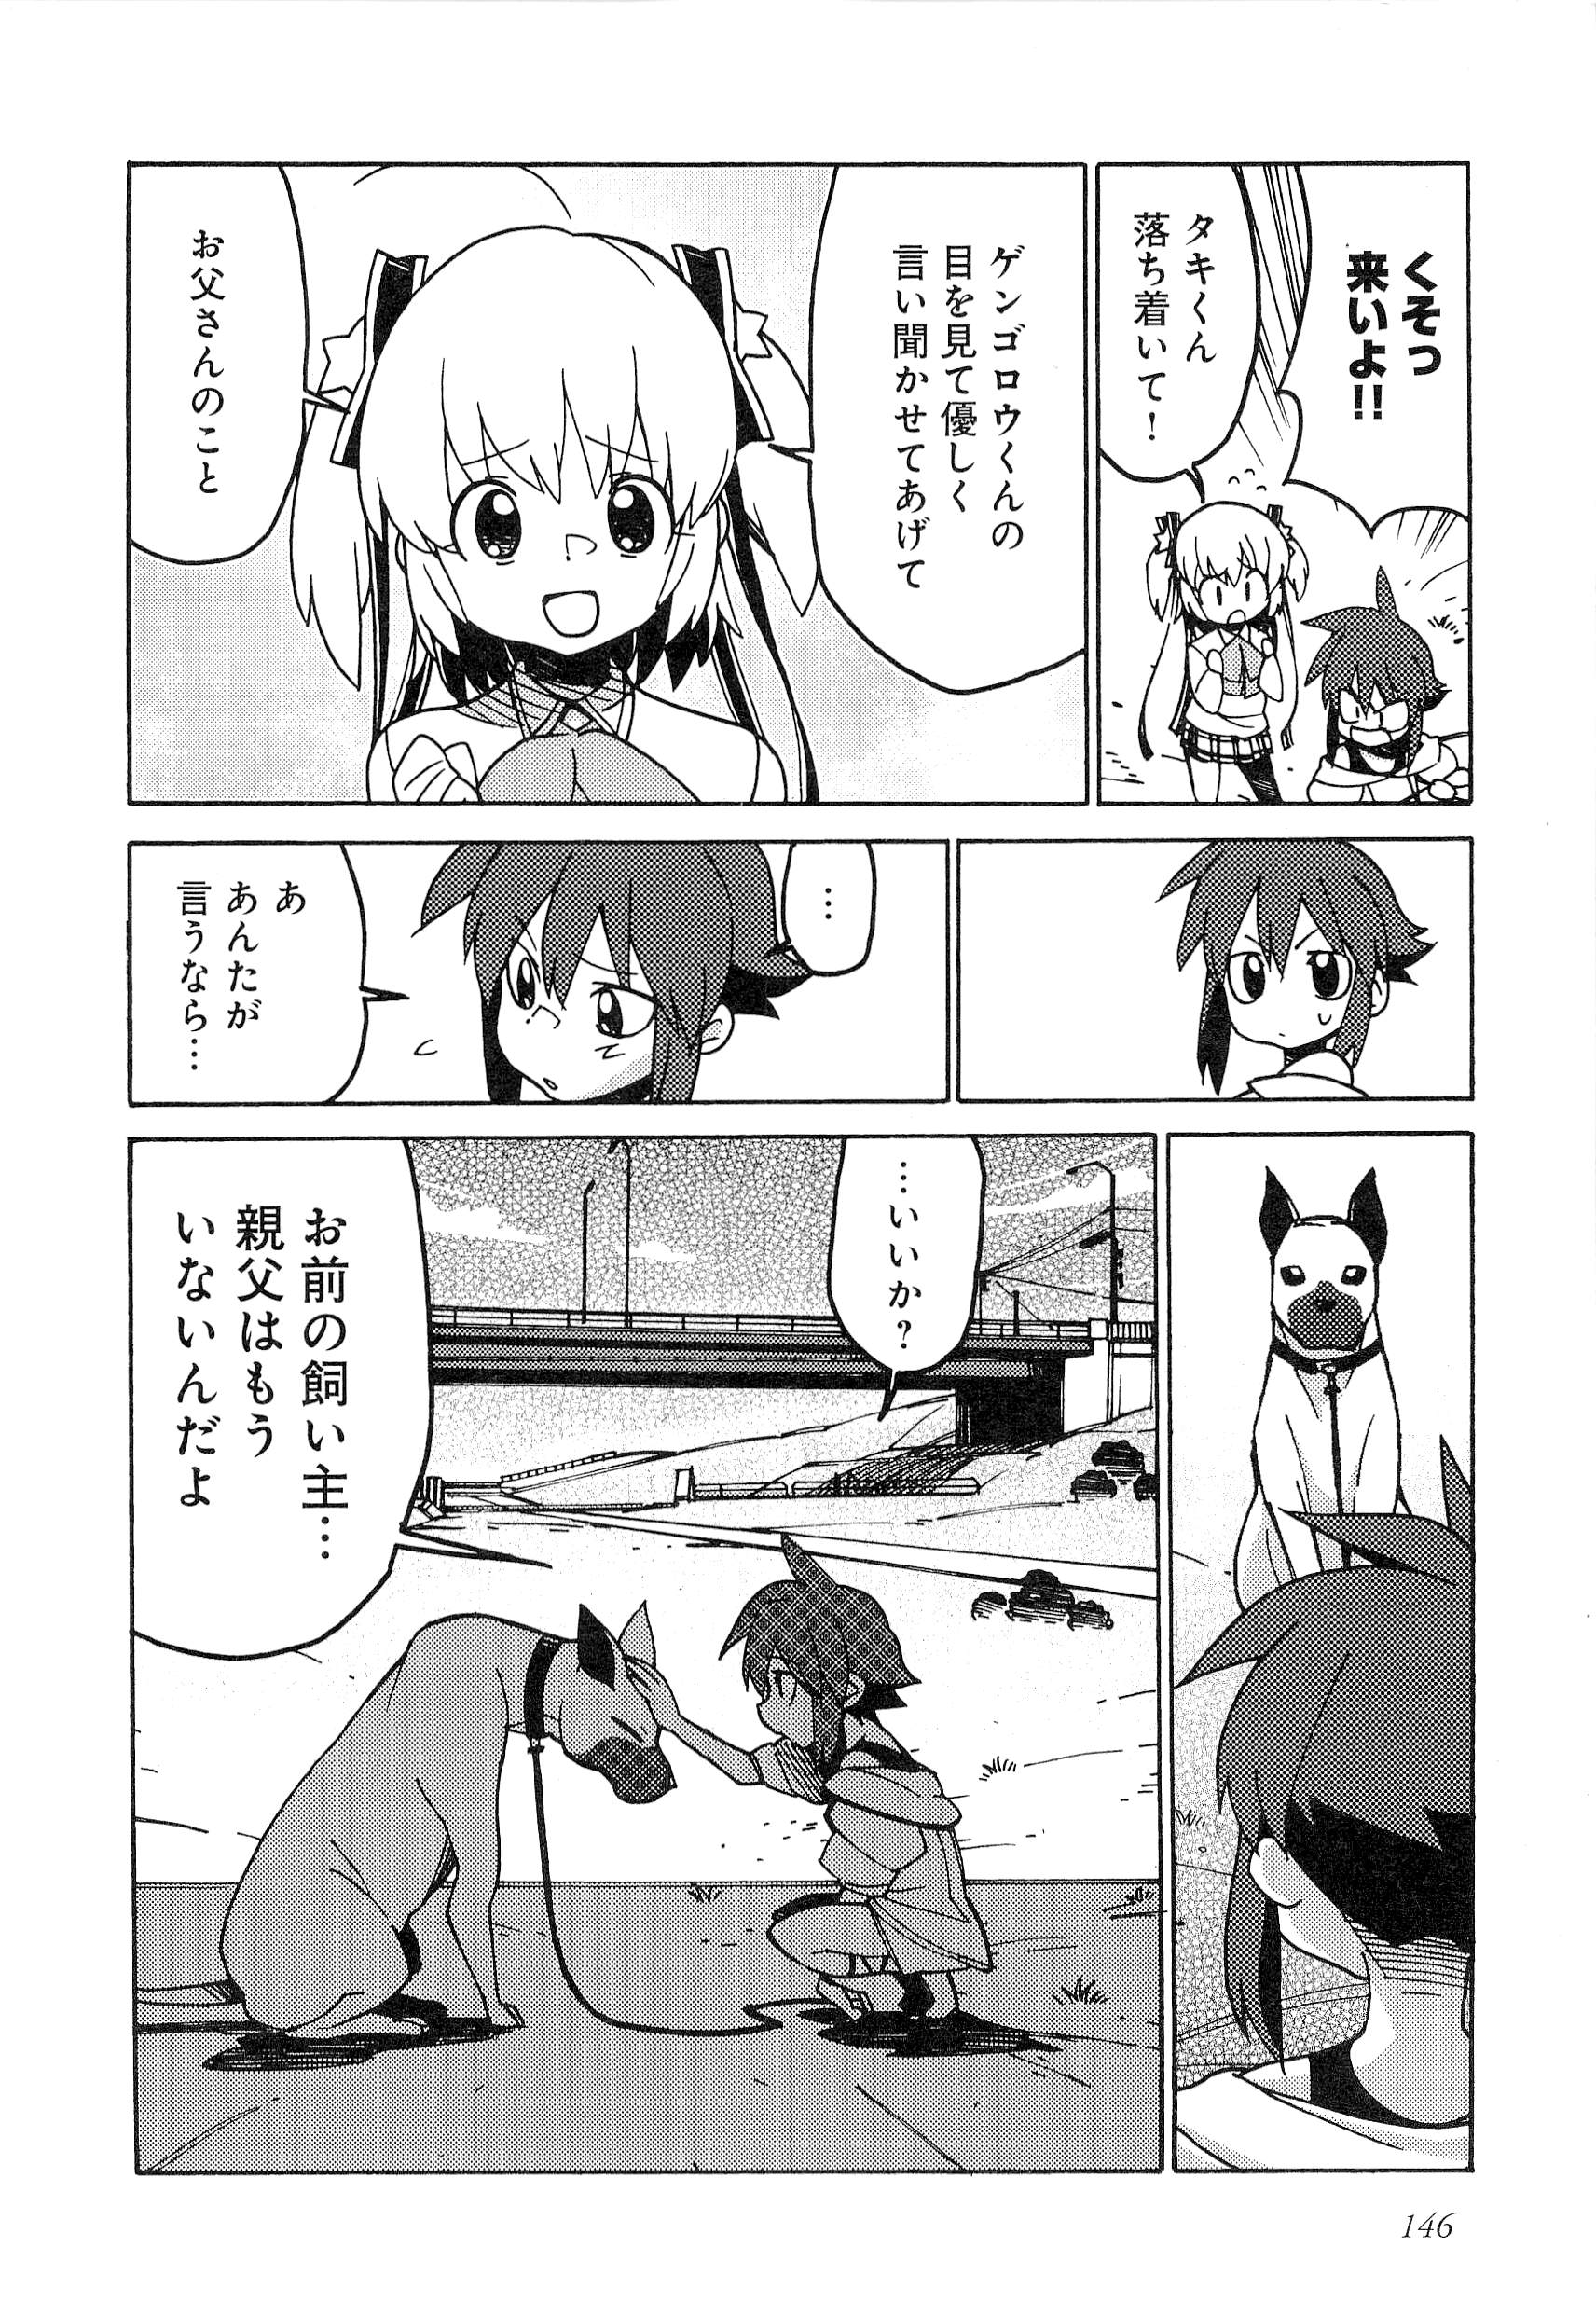 くそっ
来いよ!!
タキくん
落ち着いて!
ゲンゴロウくんの
目を見て優しく
言い聞かせてあげて
お父さんのこと
…
あ
あんたが
言うなら…
…いいか?
お前の飼い主…
親父はもう
いないんだよ
146